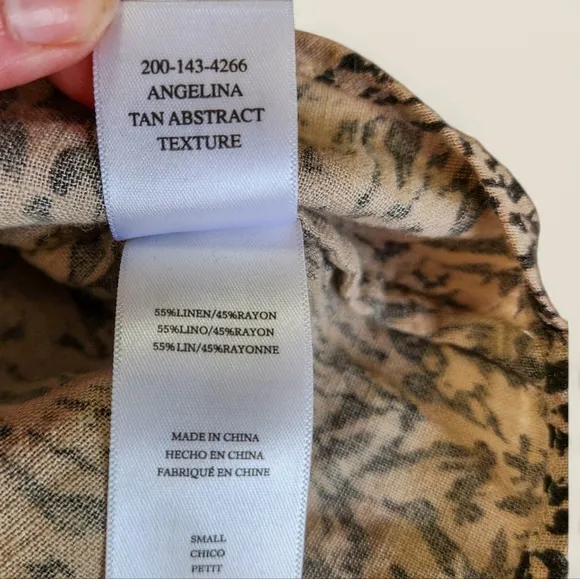 200-143-4266
ANGELINA
TAN ABSTRACT
TEXTURE
55%LINEN/45%RAYON
55%LINO/45%RAYON
55%LIN/45%RAYONNE
MADE IN CHINA
HECHO EN CHINA
FABRIQUÉ EN CHINE
SMALL
CHICO
PETIT